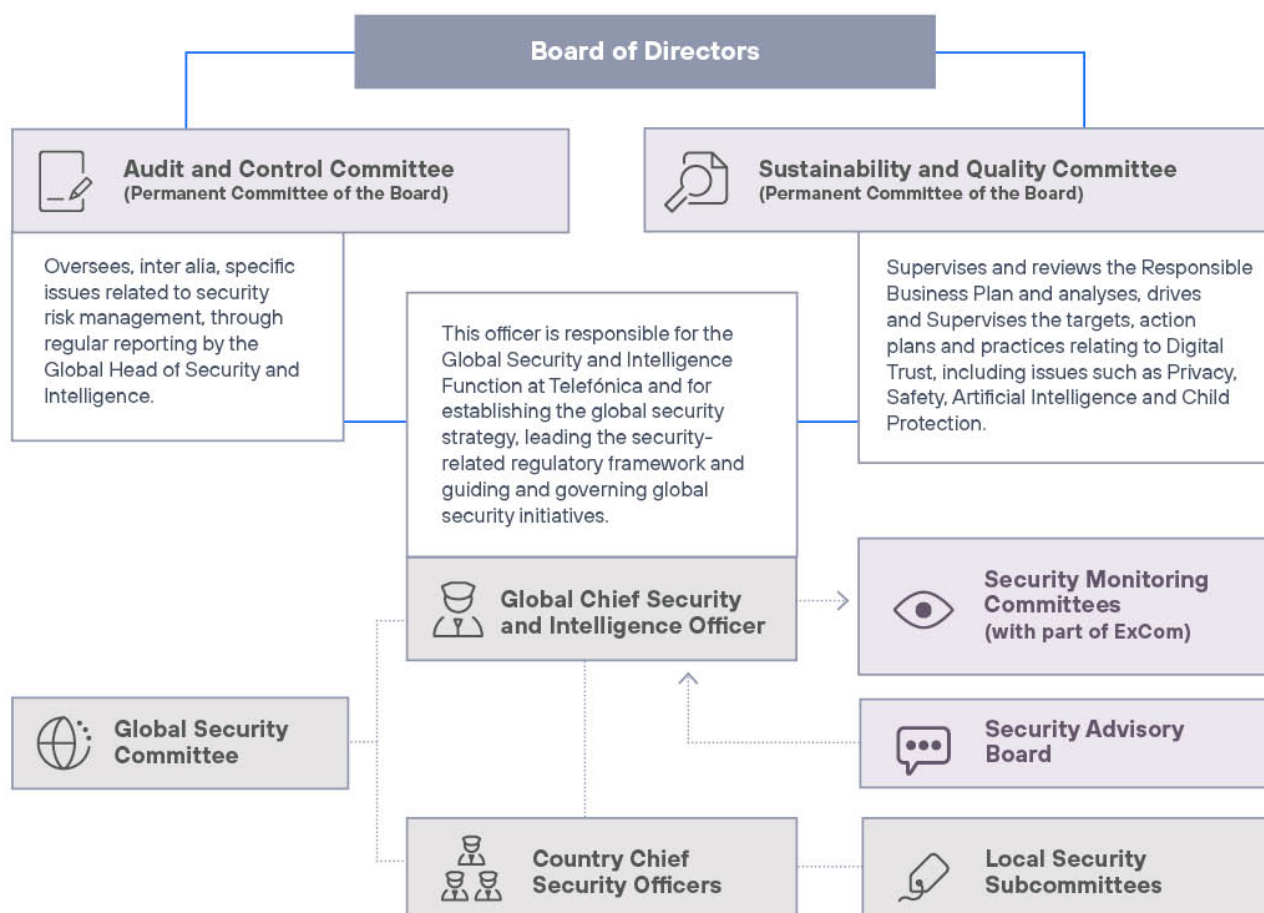 Board of Directors
Audit and Control Committee
(Permanent Committee of the Board)
Sustainability and Quality Committee
(Permanent Committee of the Board)
Oversees, inter alia, specific
issues related to security
risk management, through
regular reporting by the
Global Head of Security and
Intelligence.
This officer is responsible for the
Global Security and Intelligence
Function at Telefónica and for
establishing the global security
strategy, leading the security-
related regulatory framework and
guiding and governing global
security initiatives.
Supervises and reviews the Responsible
Business Plan and analyses, drives
and Supervises the targets, action
plans and practices relating to Digital
Trust, including issues such as Privacy,
Safety, Artificial Intelligence and Child
Protection.
Global Chief Security
and Intelligence Officer
Security Monitoring
Committees
(with part of ExCom)
Global Security
Committee
Security Advisory
Board
Country Chief
Security Officers
Local Security
Subcommittees